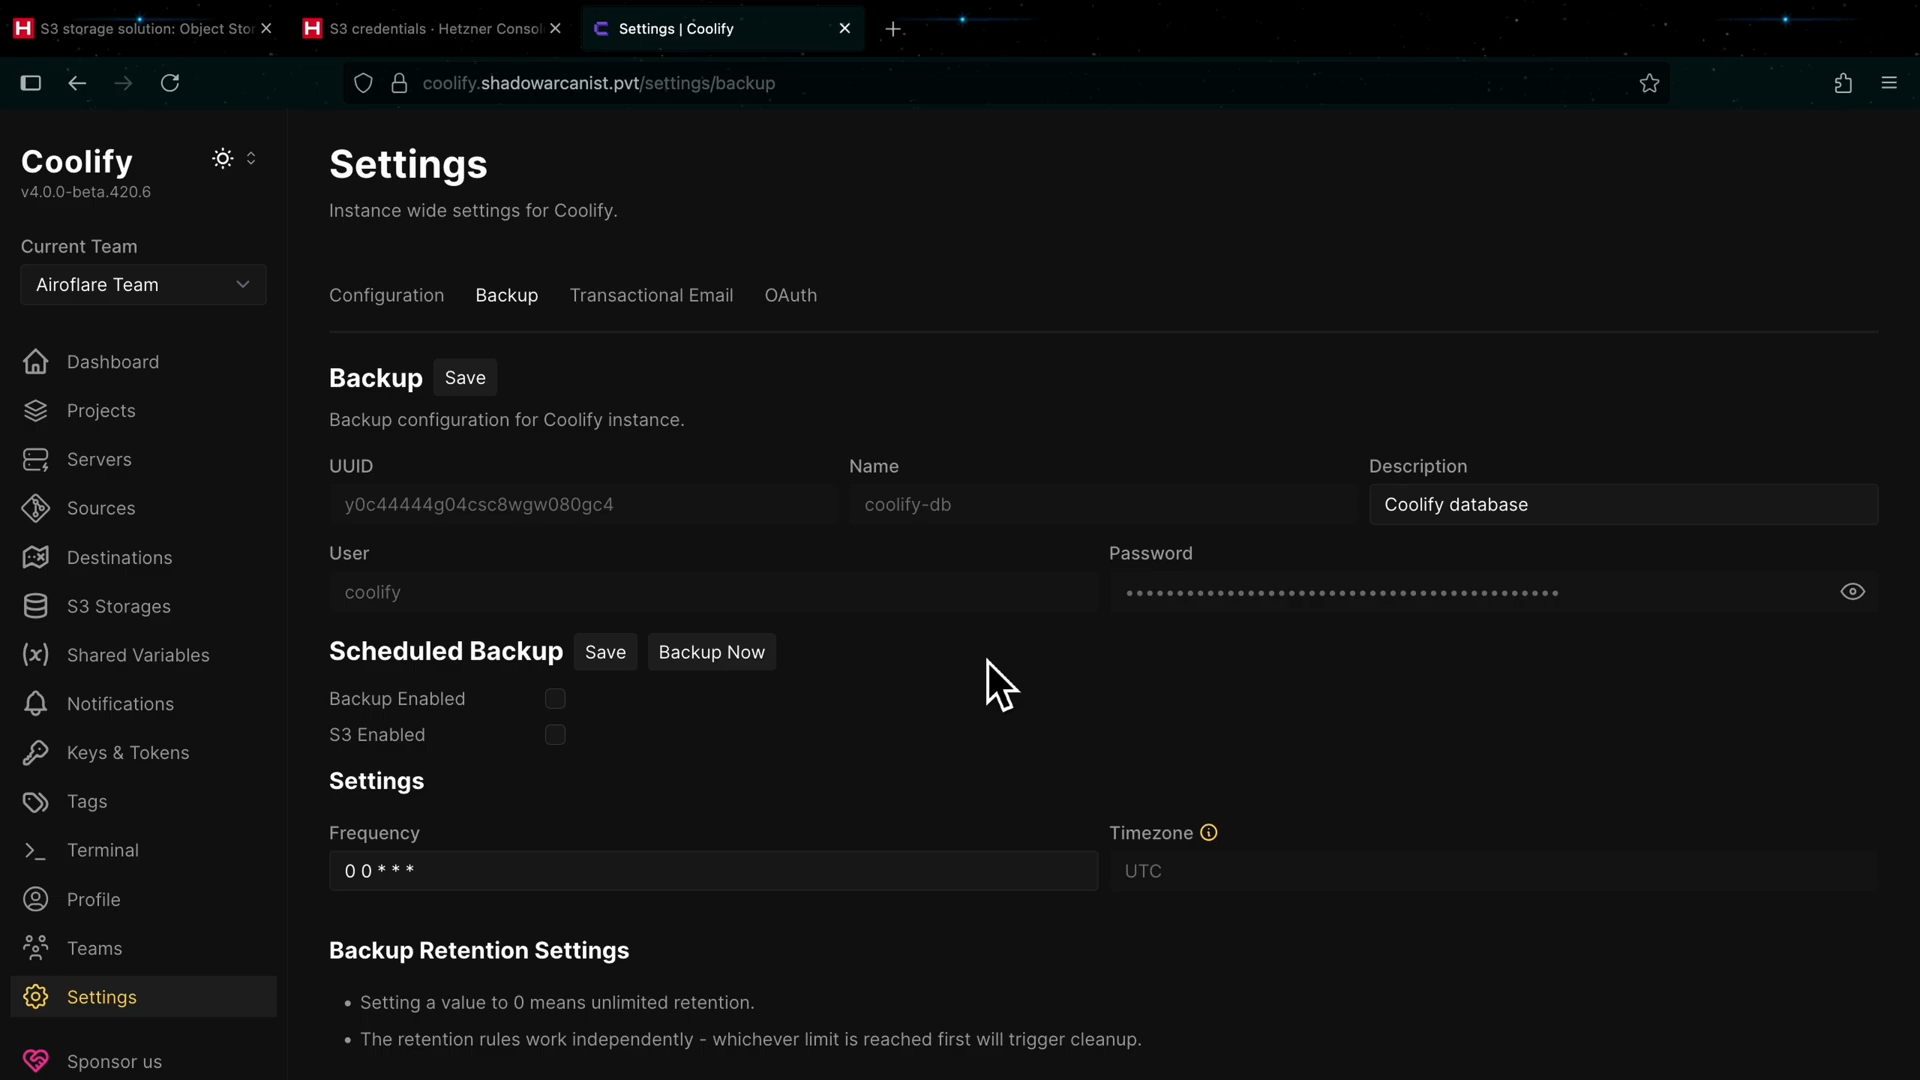 S3 storage solution: Object Stor
S3 credentials · Hetzner Consol
Settings | Coolify
coolify.shadowarcanist.pvt/settings/backup
Coolify
v4.0.0-beta.420.6
Current Team
Airoflare Team
Dashboard
Projects
Servers
Sources
Destinations
S3 Storages
Shared Variables
Notifications
Keys & Tokens
Tags
Terminal
Profile
Teams
Settings
Sponsor us
Settings
Instance wide settings for Coolify.
Configuration Backup Transactional Email OAuth
Backup Save
Backup configuration for Coolify instance.
UUID Name Description
y0c44444g04csc8wgw080gc4 coolify-db Coolify database
User Password
coolify
Scheduled Backup Save Backup Now
Backup Enabled
S3 Enabled
Settings
Frequency Timezone
0 0 * * * UTC
Backup Retention Settings
• Setting a value to 0 means unlimited retention.
• The retention rules work independently - whichever limit is reached first will trigger cleanup.